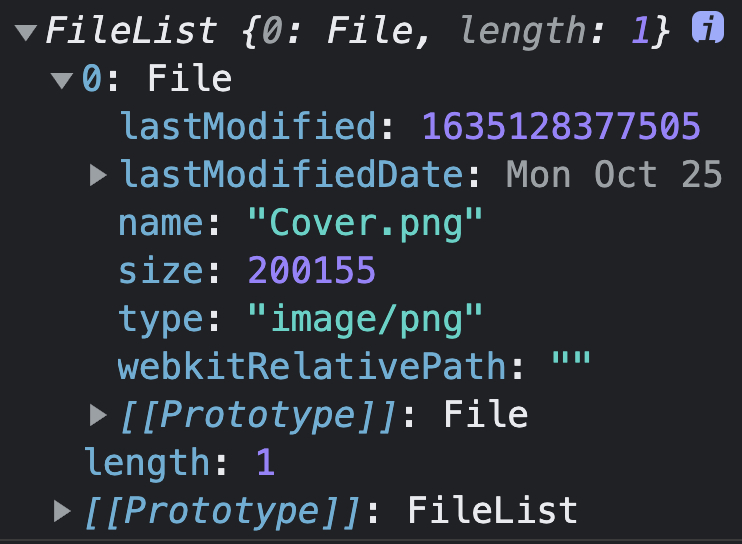 FileList {0: File, length: 1} i
0: File
lastModified: 1635128377505
lastModifiedDate: Mon Oct 25
name: "Cover.png"
size: 200155
type: "image/png"
webkitRelativePath: ""
[[Prototype]]: File
length: 1
[[Prototype]]: FileList